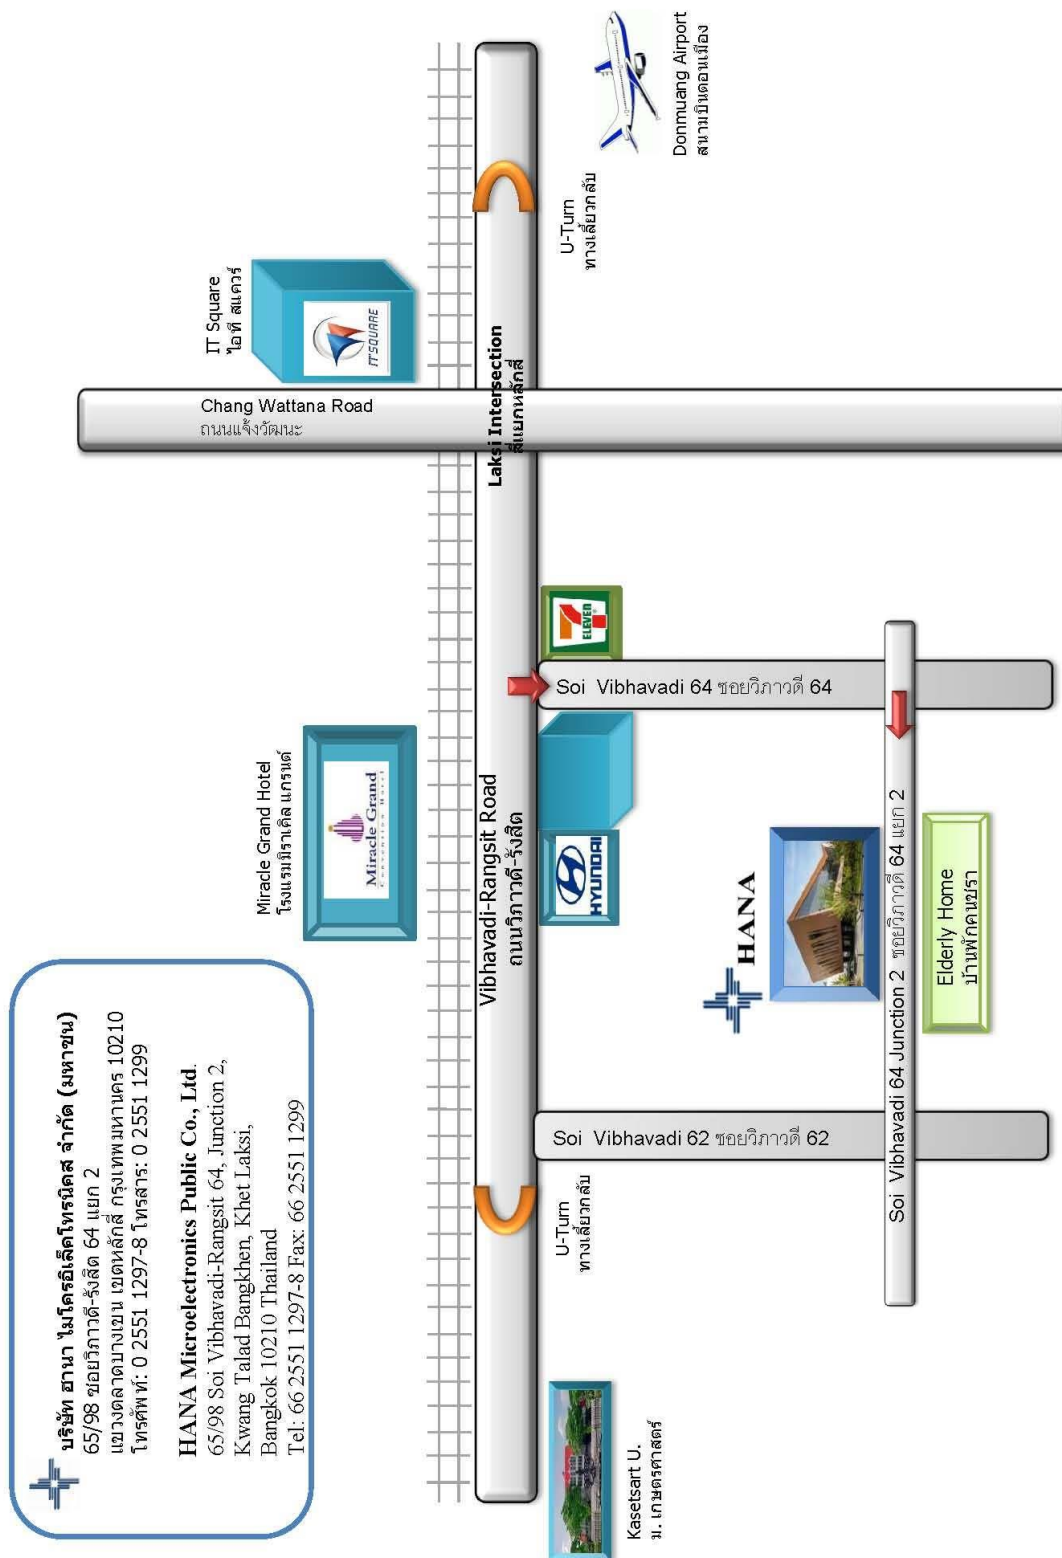 บริษัท ฮานา ไมโครอิเล็คโทรนิคส จำกัด (มหาชน)
65/98 ซอยวิภาวดี-รังสิต 64 แยก 2
แขวงตลาดบางเขน เขตหลักสี่ กรุงเทพมหานคร 10210
โทรศัพท์: 0 2551 1297-8 โทรสาร: 0 2551 1299
HANA Microelectronics Public Co., Ltd.
65/98 Soi Vibhavadi-Rangsit 64, Junction 2,
Kwang Talad Bangkhen, Khet Laksi,
Bangkok 10210 Thailand
Tel: 66 2551 1297-8 Fax: 66 2551 1299
Miracle Grand Hotel
โรงแรมมิราเคิล แกรนด์
Miracle Grand
Convention Hotel
IT Square
ไอที สแควร์
IT SQUARE
Chang Wattana Road
ถนนแจ้งวัฒนะ
Vibhavadi-Rangsit Road
ถนนวิภาวดี-รังสิต
Laksi Intersection
สี่แยกหลักสี่
Kasetsart U.
ม. เกษตรศาสตร์
U-Turn
ทางเลี้ยวกลับ
HYUNDAI
7
ELEVEN
U-Turn
ทางเลี้ยวกลับ
Donmuang Airport
สนามบินดอนเมือง
Soi Vibhavadi 62 ซอยวิภาวดี 62
HANA
Soi Vibhavadi 64 ซอยวิภาวดี 64
Soi Vibhavadi 64 Junction 2 ซอยวิภาวดี 64 แยก 2
Elderly Home
บ้านพักคนชรา